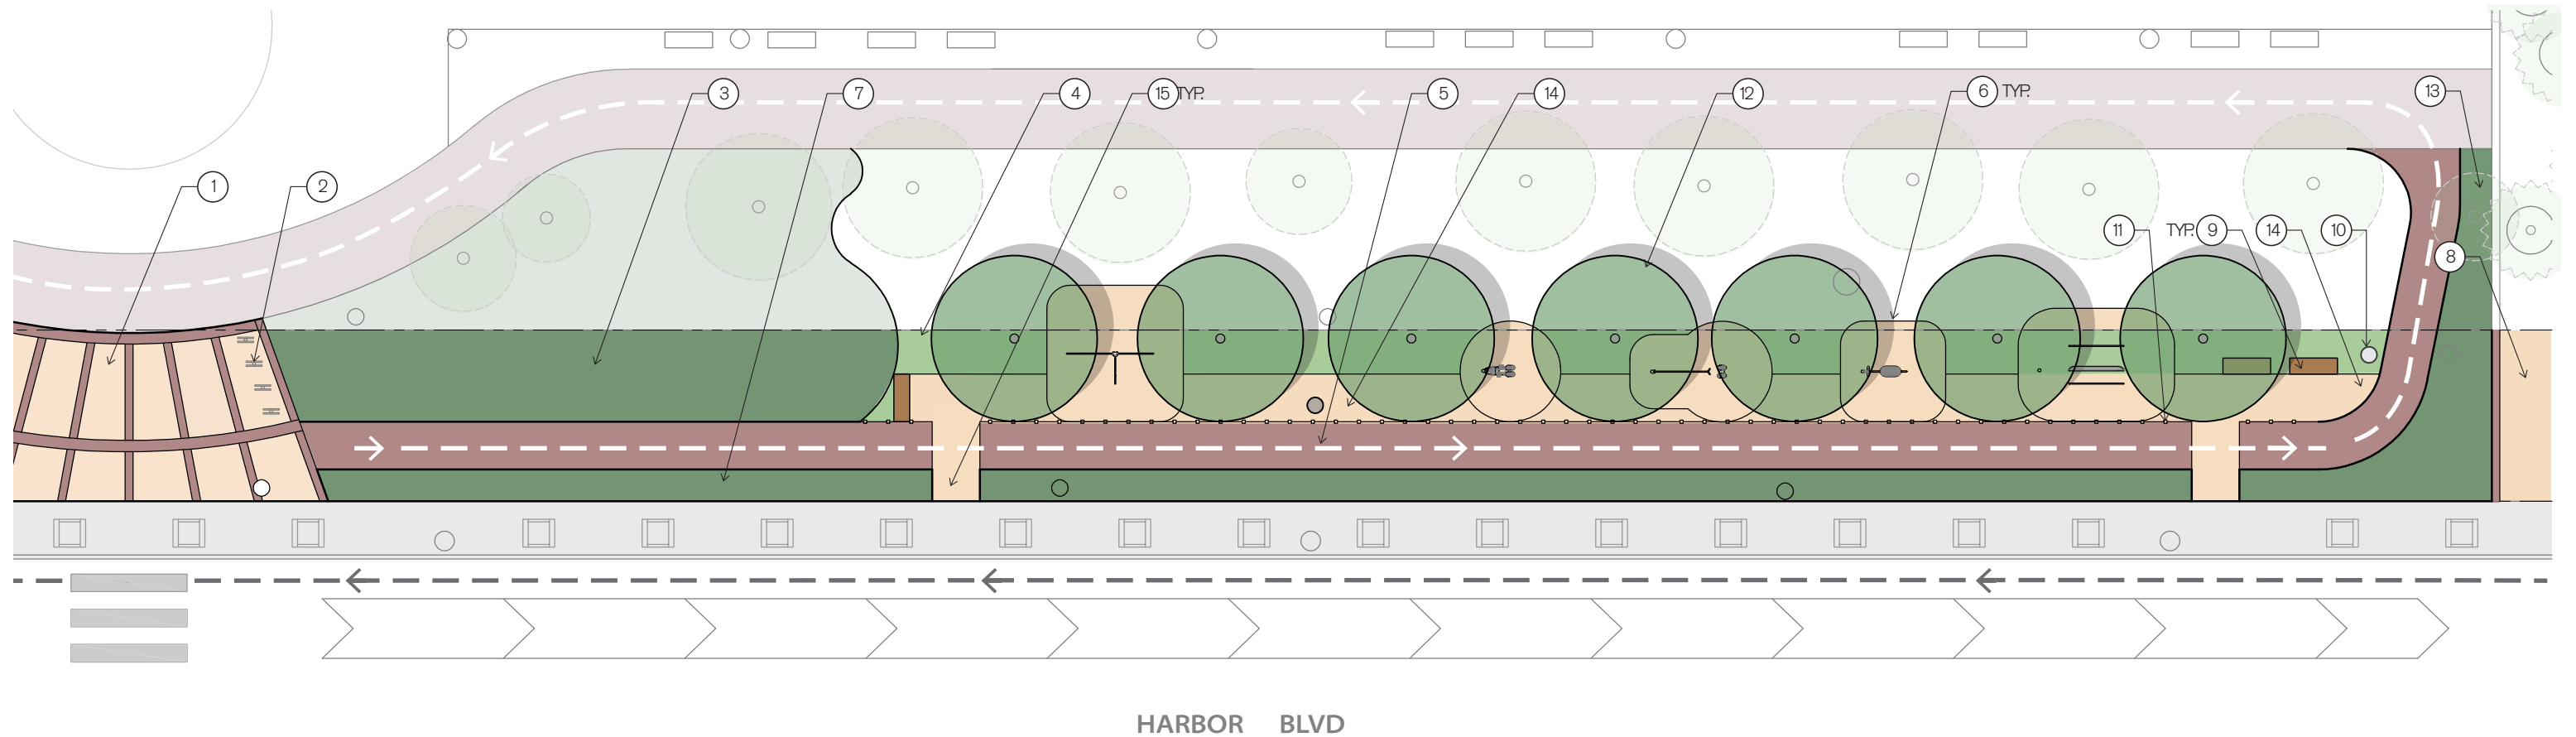 3 7 4 15 TYP. 5 14 12 6 TYP. 13
1 2
11 TYP. 9 14 10
8
HARBOR BLVD